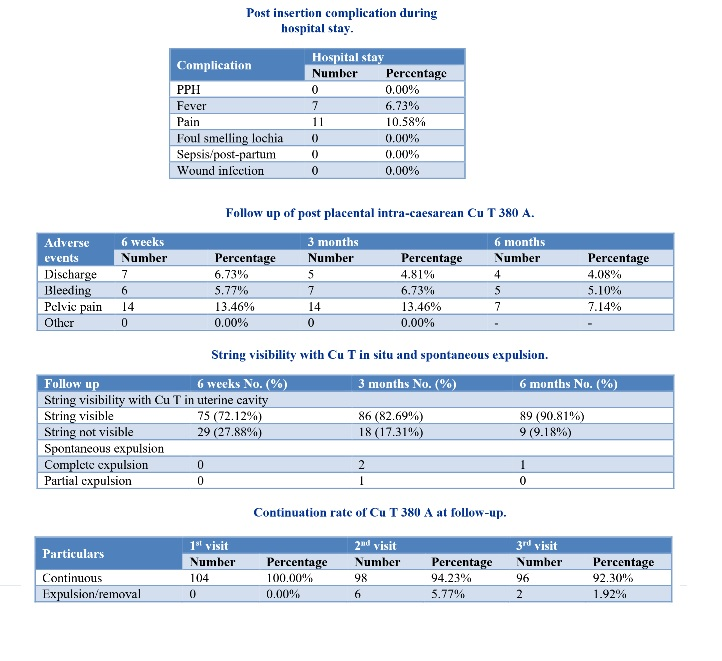 Post insertion complication during
hospital stay.
Complication Hospital stay
Number Percentage
PPH 0 0.00%
Fever 7 6.73%
Pain 11 10.58%
Foul smelling lochia 0 0.00%
Sepsis/post-partum 0 0.00%
Wound infection 0 0.00%
Follow up of post placental intra-caesarean Cu T 380 A.
Adverse events 6 weeks 3 months 6 months
Number Percentage Number Percentage Number Percentage
Discharge 7 6.73% 5 4.81% 4 4.08%
Bleeding 6 5.77% 7 6.73% 5 5.10%
Pelvic pain 14 13.46% 14 13.46% 7 7.14%
Other 0 0.00% 0 0.00% - -
String visibility with Cu T in situ and spontaneous expulsion.
Follow up 6 weeks No. (%) 3 months No. (%) 6 months No. (%)
String visibility with Cu T in uterine cavity
String visible 75 (72.12%) 86 (82.69%) 89 (90.81%)
String not visible 29 (27.88%) 18 (17.31%) 9 (9.18%)
Spontaneous expulsion
Complete expulsion 0 2 1
Partial expulsion 0 1 0
Continuation rate of Cu T 380 A at follow-up.
Particulars 1st visit 2nd visit 3rd visit
Number Percentage Number Percentage Number Percentage
Continuous 104 100.00% 98 94.23% 96 92.30%
Expulsion/removal 0 0.00% 6 5.77% 2 1.92%